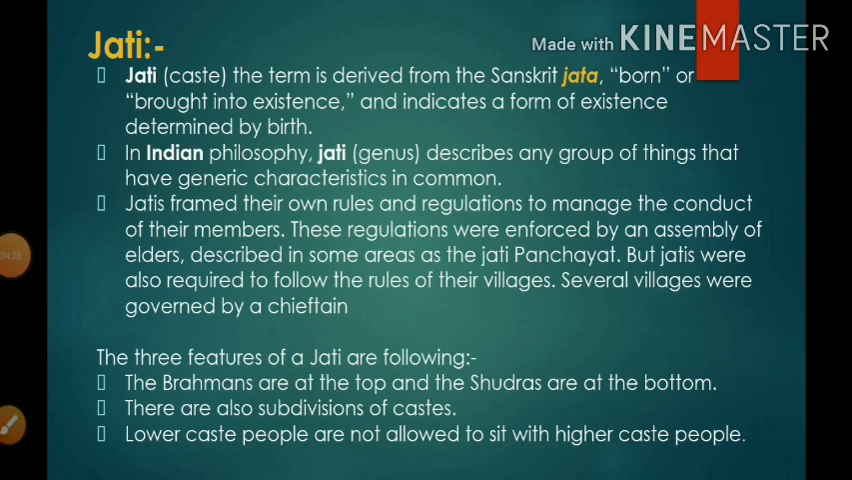 Jati:-
Made with KINEMASTER
▯ Jati (caste) the term is derived from the Sanskrit jata, “born” or
“brought into existence,” and indicates a form of existence
determined by birth.
▯ In Indian philosophy, jati (genus) describes any group of things that
have generic characteristics in common.
▯ Jatis framed their own rules and regulations to manage the conduct
of their members. These regulations were enforced by an assembly of
elders, described in some areas as the jati Panchayat. But jatis were
also required to follow the rules of their villages. Several villages were
governed by a chieftain
04:28
The three features of a Jati are following:-
▯ The Brahmans are at the top and the Shudras are at the bottom.
▯ There are also subdivisions of castes.
▯ Lower caste people are not allowed to sit with higher caste people.